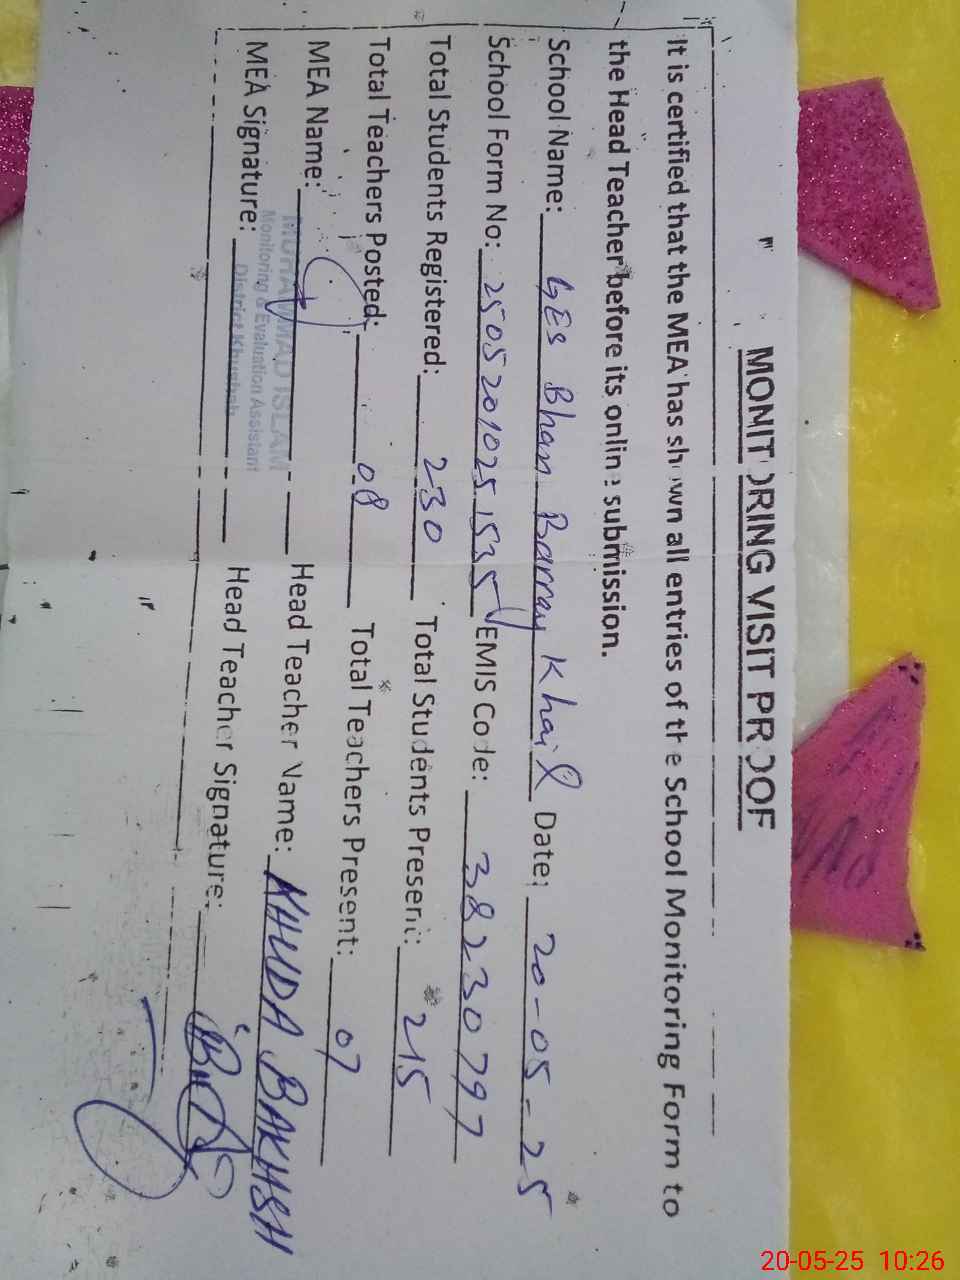 MONITORING VISIT PROOF
It is certified that the MEA has shown all entries of the School Monitoring Form to
the Head Teacher before its online submission.
School Name: GES Bhan Barray Khail Date: 20-05-25
School Form No: 25052010251535 EMIS Code: 38230797
Total Students Registered: 230 Total Students Present: 215
Total Teachers Posted: 08 Total Teachers Present: 07
MEA Name: MUHAMMAD ISLAM Head Teacher Name: KHUDA BAKHSH
Monitoring & Evaluation Assistant
District Khushab
MEA Signature: Head Teacher Signature:
20-05-25 10:26